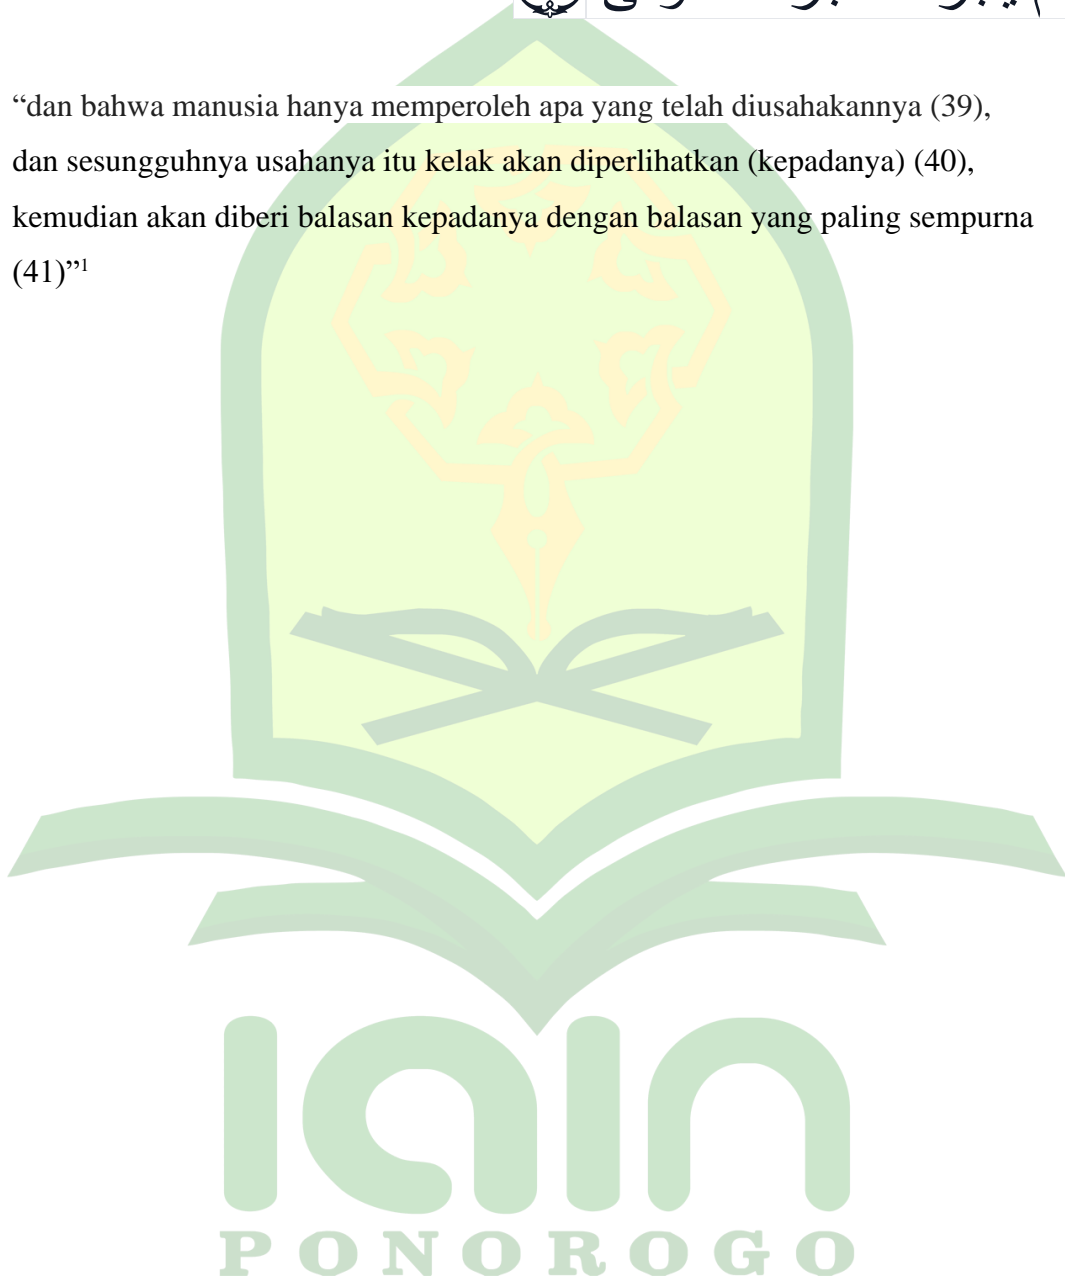 “dan bahwa manusia hanya memperoleh apa yang telah diusahakannya (39),
dan sesungguhnya usahanya itu kelak akan diperlihatkan (kepadanya) (40),
kemudian akan diberi balasan kepadanya dengan balasan yang paling sempurna
(41)”1
iain
PONOROGO